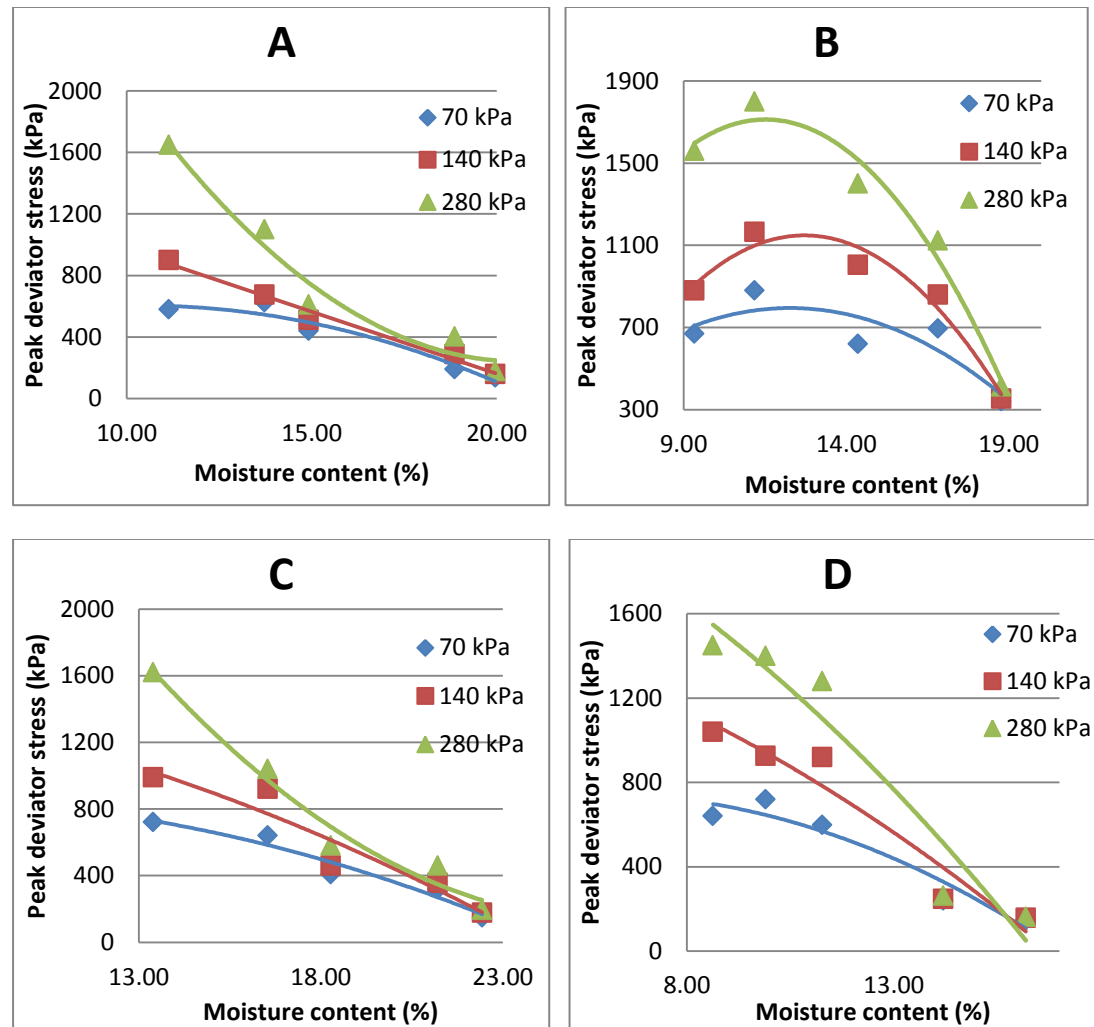 A
Peak deviator stress (kPa)
2000
1600
1200
800
400
0
70 kPa
140 kPa
280 kPa
10.00 15.00 20.00
Moisture content (%)
B
Peak deviator stress (kPa)
1900
1500
1100
700
300
70 kPa
140 kPa
280 kPa
9.00 14.00 19.00
Moisture content (%)
C
Peak deviator stress (kPa)
2000
1600
1200
800
400
0
70 kPa
140 kPa
280 kPa
13.00 18.00 23.00
Moisture content (%)
D
Peak deviator stress (kPa)
1600
1200
800
400
0
70 kPa
140 kPa
280 kPa
8.00 13.00
Moisture content (%)